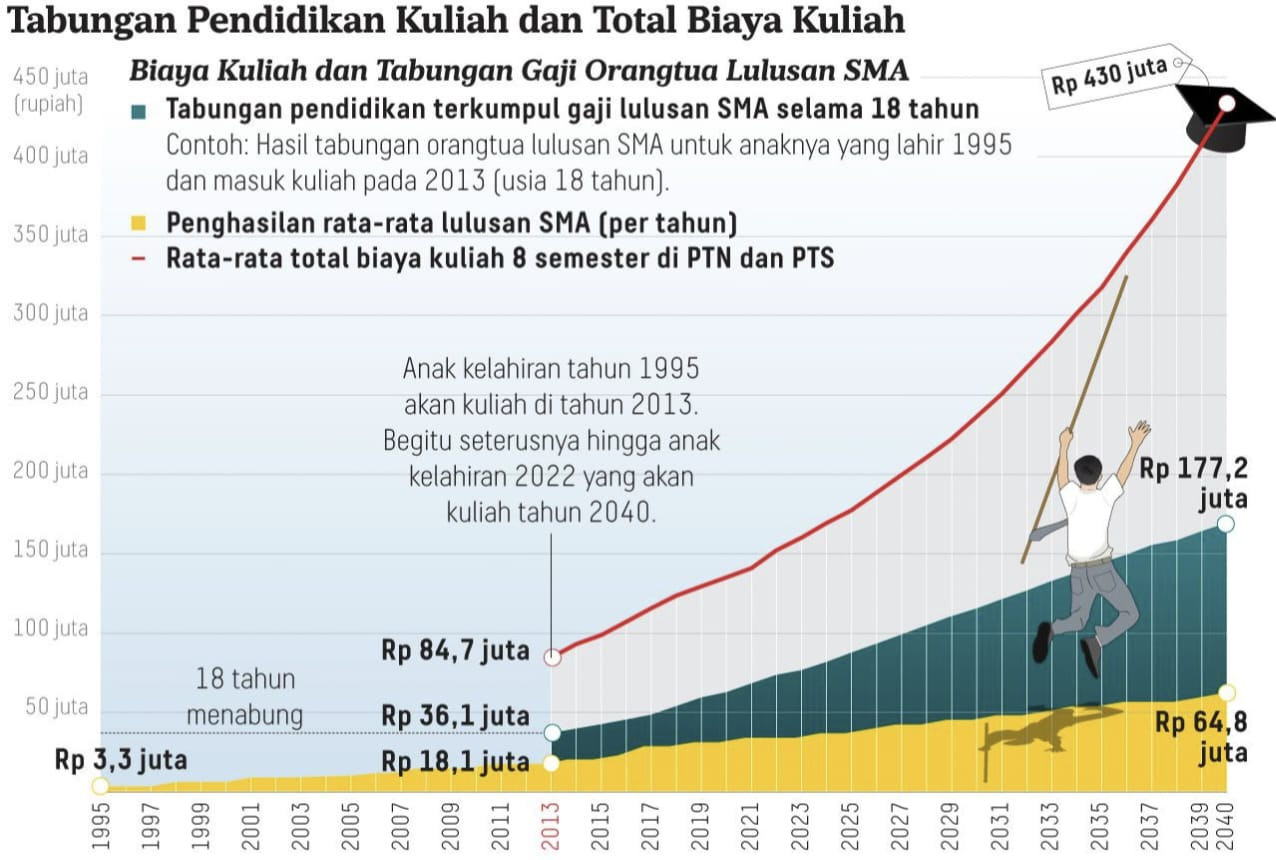 Tabungan Pendidikan Kuliah dan Total Biaya Kuliah
Biaya Kuliah dan Tabungan Gaji Orangtua Lulusan SMA
Tabungan pendidikan terkumpul gaji lulusan SMA selama 18 tahun
Contoh: Hasil tabungan orangtua lulusan SMA untuk anaknya yang lahir 1995
dan masuk kuliah pada 2013 (usia 18 tahun).
Penghasilan rata-rata lulusan SMA (per tahun)
Rata-rata total biaya kuliah 8 semester di PTN dan PTS
450 juta
(rupiah)
400 juta
350 juta
300 juta
250 juta
200 juta
150 juta
100 juta
50 juta
Rp 430 juta
Anak kelahiran tahun 1995
akan kuliah di tahun 2013.
Begitu seterusnya hingga anak
kelahiran 2022 yang akan
kuliah tahun 2040.
Rp 177,2
juta
Rp 84,7 juta
18 tahun
menabung
Rp 36,1 juta
Rp 3,3 juta
Rp 18,1 juta
Rp 64,8
juta
1995
1997
1999
2001
2003
2005
2007
2009
2011
2013
2015
2017
2019
2021
2023
2025
2027
2029
2031
2033
2035
2037
2039
2040